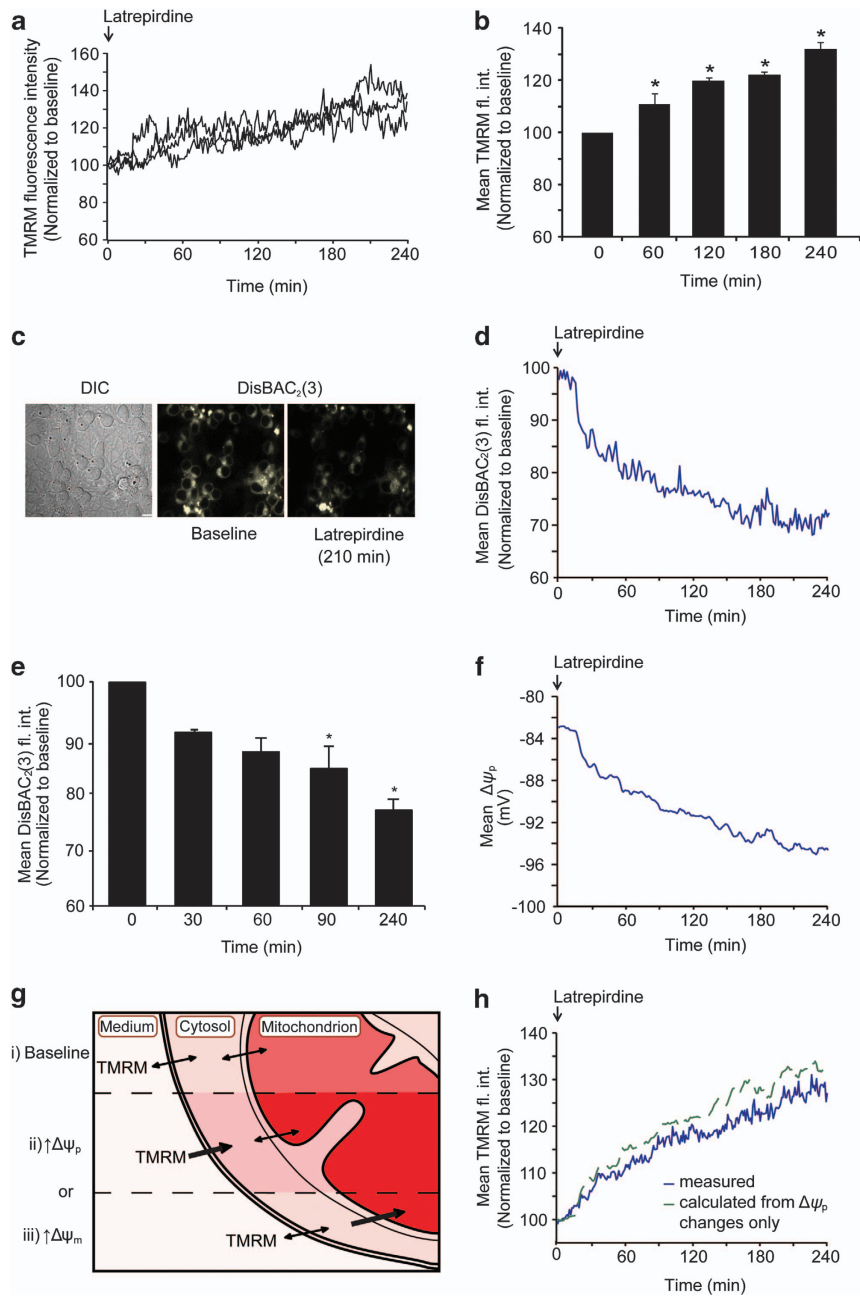 a
Latrepirdine
TMRM fluorescence intensity
(Normalized to baseline)
160
140
120
100
80
60
0
60
120
180
240
Time (min)
b
Mean TMRM fl. int.
(Normalized to baseline)
140
120
100
80
60
*
*
*
*
0
60
120
180
240
Time (min)
c
DIC
DisBAC₂(3)
Baseline
Latrepirdine
(210 min)
d
Latrepirdine
Mean DisBAC₂(3) fl. int.
(Normalized to baseline)
100
90
80
70
60
0
60
120
180
240
Time (min)
e
Mean DisBAC₂(3) fl. int.
(Normalized to baseline)
100
90
80
70
60
*
*
0
30
60
90
240
Time (min)
f
Latrepirdine
Mean Δψp
(mV)
-80
-84
-88
-92
-96
-100
0
60
120
180
240
Time (min)
g
Medium
Cytosol
Mitochondrion
i) Baseline
TMRM
ii) ↑Δψp
TMRM
or
iii) ↑Δψm
TMRM
h
Latrepirdine
Mean TMRM fl. int.
(Normalized to baseline)
140
130
120
110
100
measured
calculated from Δψp
changes only
0
60
120
180
240
Time (min)